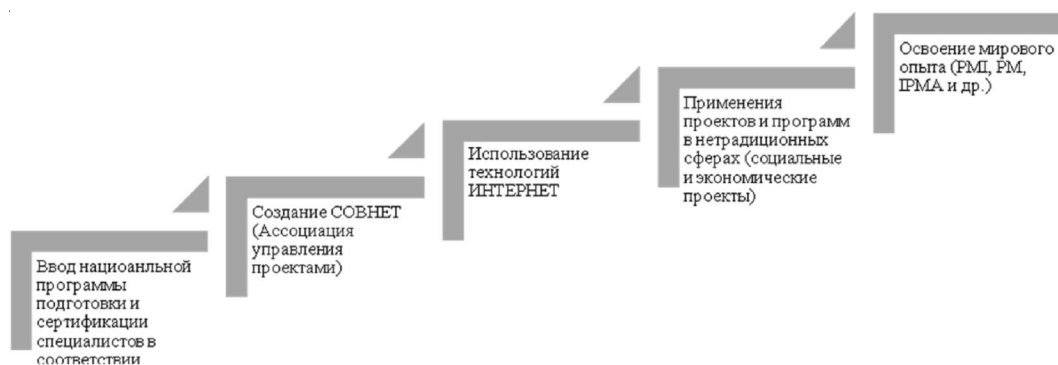 Ввод нациоанльной
программы
подготовки и
сертификации
специалистов в
соответствии
Создание СОВНЕТ
(Ассоциация
управления
проектами)
Использование
технологий
ИНТЕРНЕТ
Применения
проектов и программ
в нетрадиционных
сферах (социальные
и экономические
проекты)
Освоение мирового
опыта (PMI, PM,
IPMA и др.)